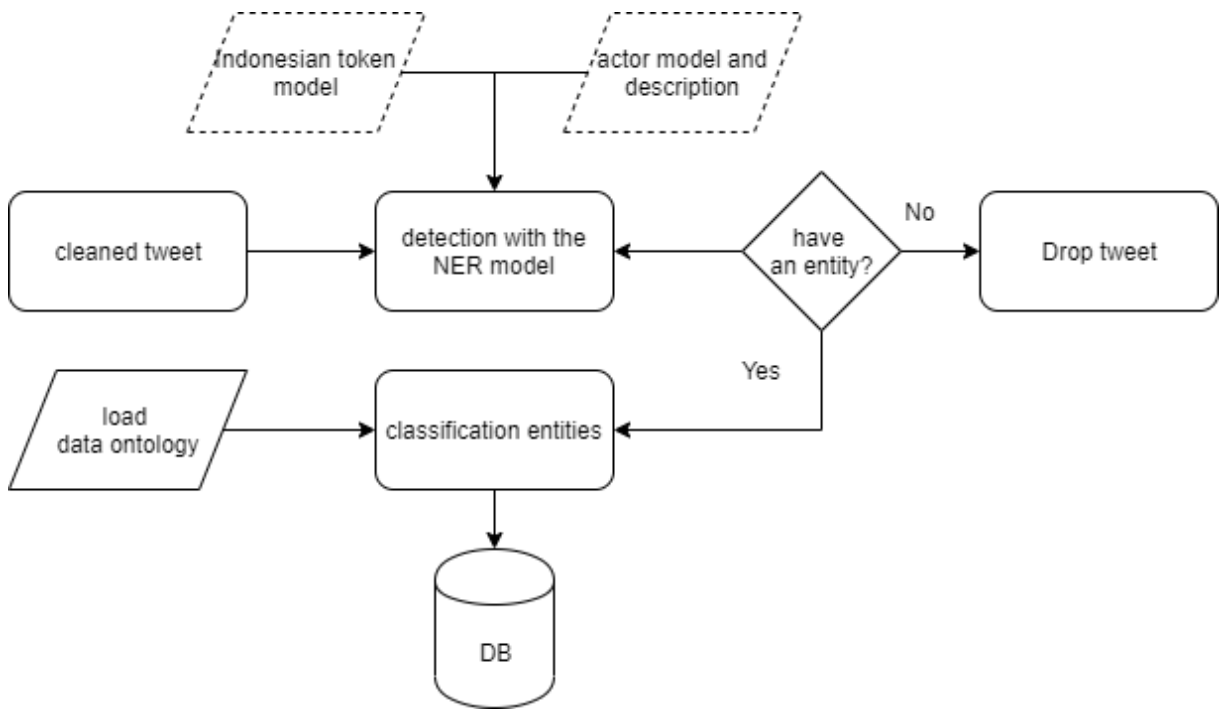 Indonesian token
model
actor model and
description
cleaned tweet
detection with the
NER model
have
an entity?
No
Drop tweet
Yes
load
data ontology
classification entities
DB